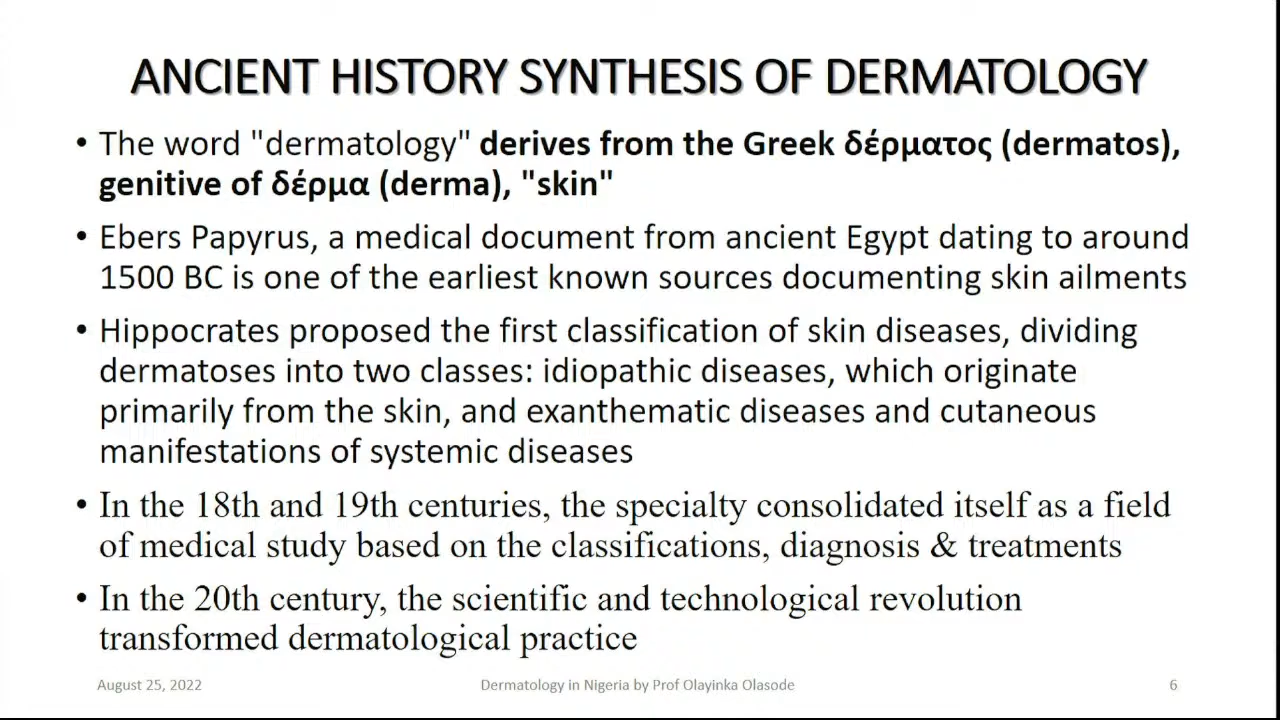 ANCIENT HISTORY SYNTHESIS OF DERMATOLOGY
• The word "dermatology" derives from the Greek δέρματος (dermatos),
genitive of δέρμα (derma), "skin"
• Ebers Papyrus, a medical document from ancient Egypt dating to around
1500 BC is one of the earliest known sources documenting skin ailments
• Hippocrates proposed the first classification of skin diseases, dividing
dermatoses into two classes: idiopathic diseases, which originate
primarily from the skin, and exanthematic diseases and cutaneous
manifestations of systemic diseases
• In the 18th and 19th centuries, the specialty consolidated itself as a field
of medical study based on the classifications, diagnosis & treatments
• In the 20th century, the scientific and technological revolution
transformed dermatological practice
August 25, 2022 Dermatology in Nigeria by Prof Olayinka Olasode 6